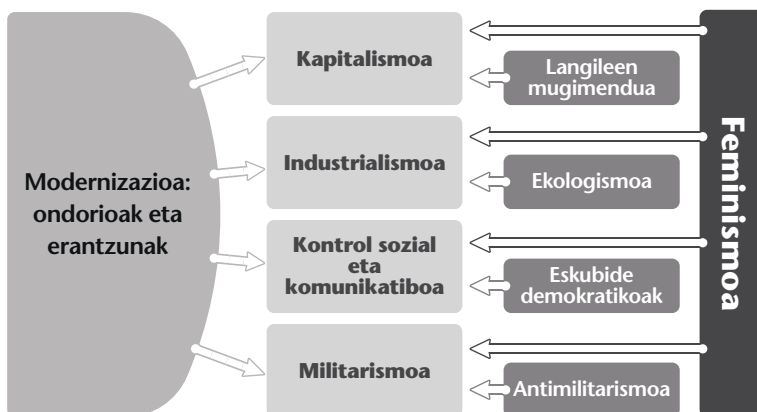 Modernizazioa:
ondorioak eta
erantzunak
Kapitalismoa
Langileen
mugimendua
Industrialismoa
Ekologismoa
Kontrol sozial
eta
komunikatiboa
Eskubide
demokratikoak
Militarismoa
Antimilitarismoa
Feminismoa